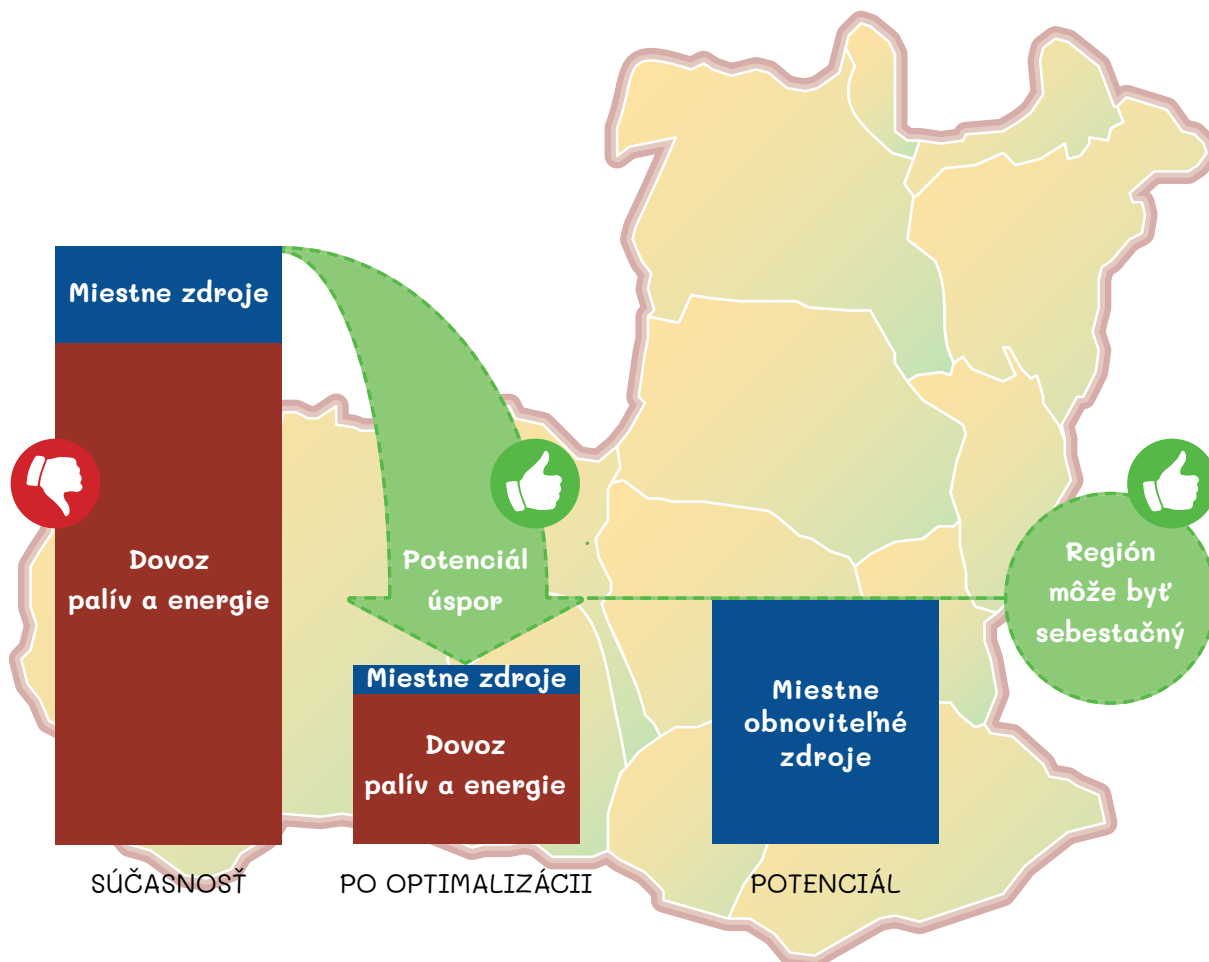 Miestne zdroje
Dovoz
palív a energie
SÚČASNOSŤ
Potenciál
úspor
Miestne zdroje
Dovoz
palív a energie
PO OPTIMALIZÁCII
Miestne
obnoviteľné
zdroje
POTENCIÁL
Región
môže byť
sebestačný